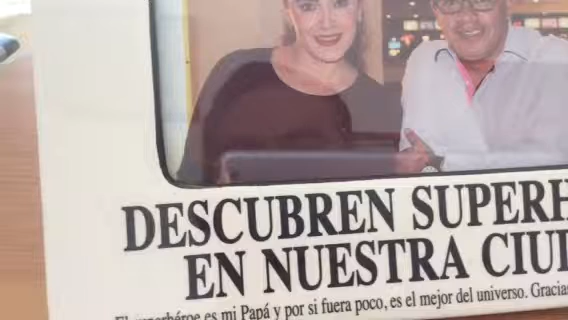 DESCUBREN SUPERH
EN NUESTRA CIU
El superhéroe es mi Papá y por si fuera poco, es el mejor del universo. Gracias